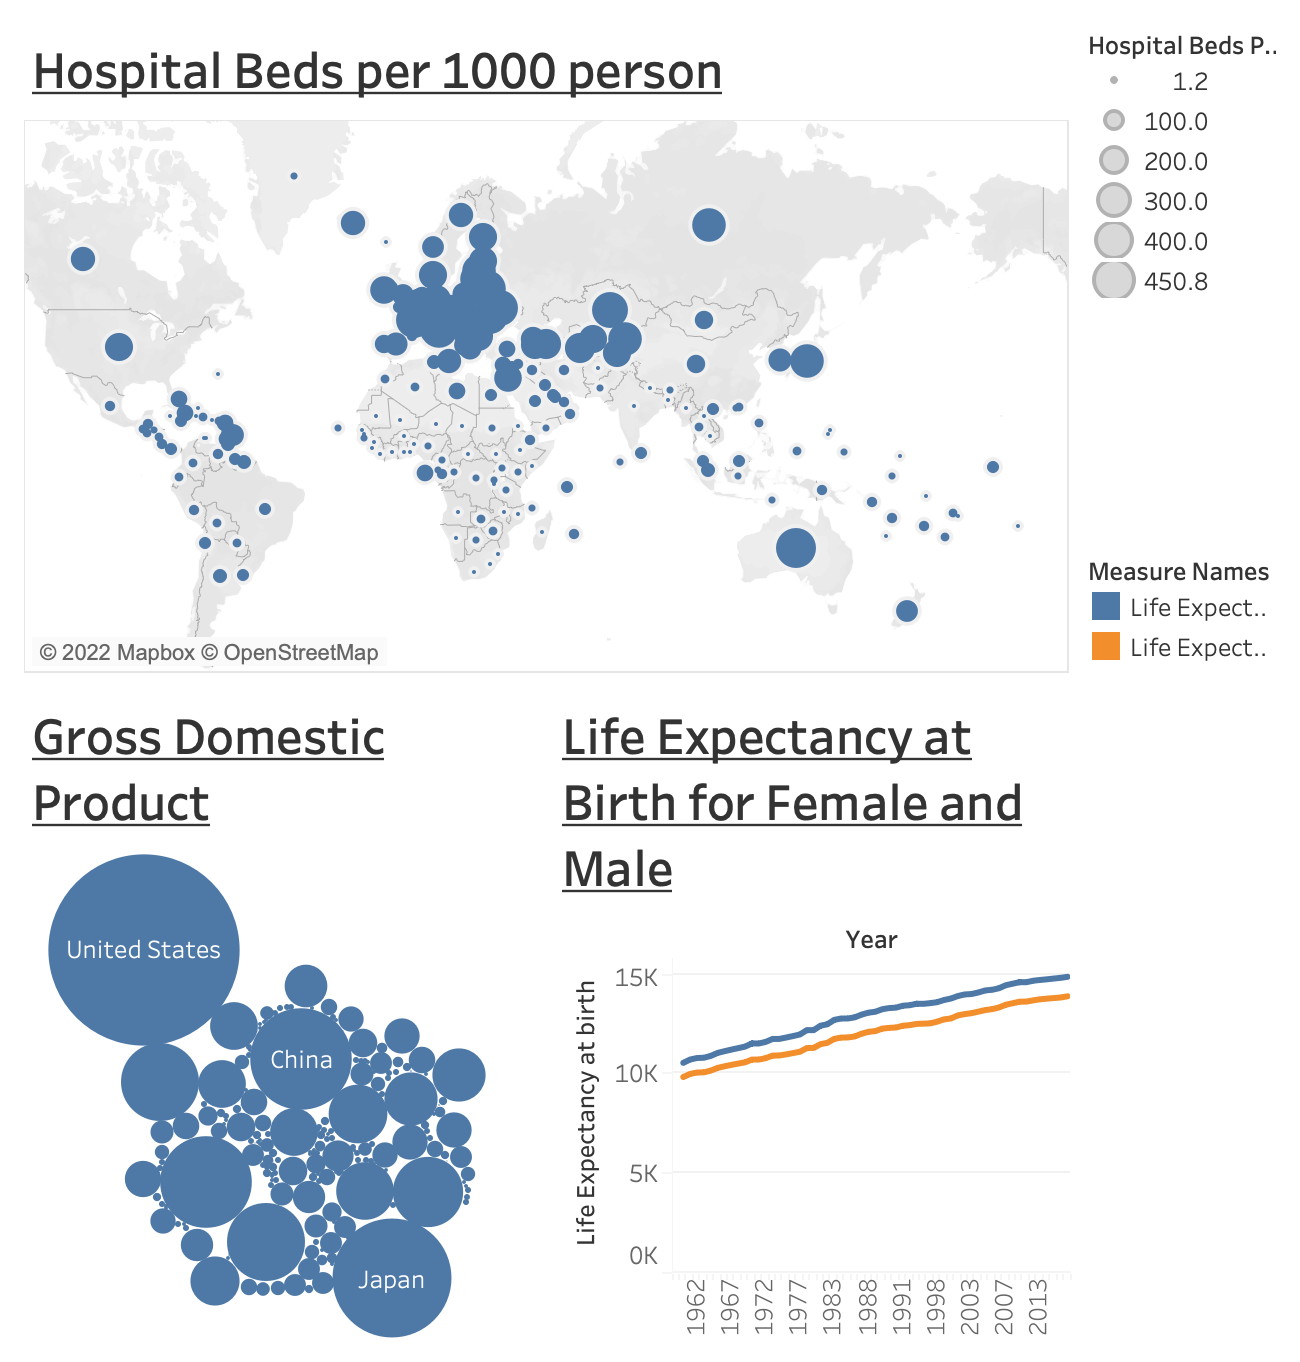 Hospital Beds per 1000 person
Hospital Beds P..
1.2
100.0
200.0
300.0
400.0
450.8
© 2022 Mapbox © OpenStreetMap
Measure Names
Life Expect..
Life Expect..
Gross Domestic
Product
United States
China
Japan
Life Expectancy at
Birth for Female and
Male
Year
Life Expectancy at birth
15K
10K
5K
0K
1962
1967
1972
1977
1983
1988
1991
1998
2003
2007
2013